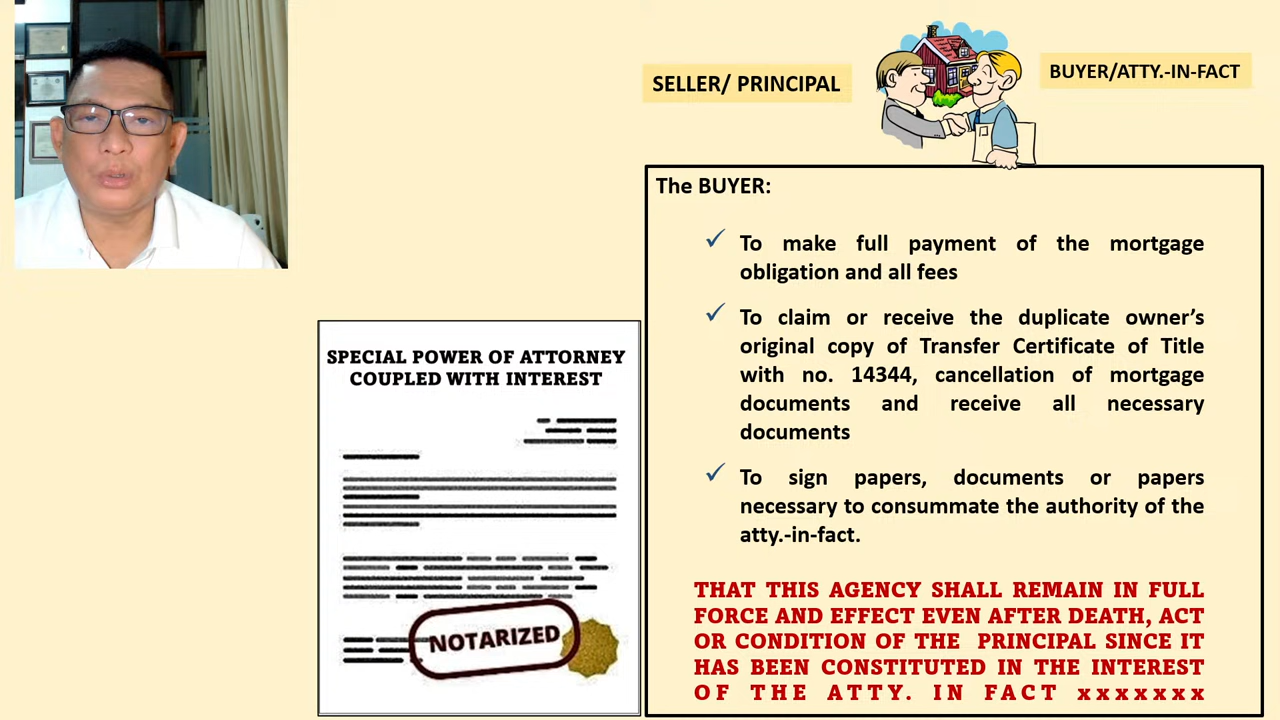 SELLER/ PRINCIPAL
BUYER/ATTY.-IN-FACT
The BUYER:
✓ To make full payment of the mortgage
obligation and all fees
✓ To claim or receive the duplicate owner’s
original copy of Transfer Certificate of Title
with no. 14344, cancellation of mortgage
documents and receive all necessary
documents
✓ To sign papers, documents or papers
necessary to consummate the authority of the
atty.-in-fact.
THAT THIS AGENCY SHALL REMAIN IN FULL
FORCE AND EFFECT EVEN AFTER DEATH, ACT
OR CONDITION OF THE PRINCIPAL SINCE IT
HAS BEEN CONSTITUTED IN THE INTEREST
OF THE ATTY. IN FACT xxxxxxx
SPECIAL POWER OF ATTORNEY
COUPLED WITH INTEREST
NOTARIZED